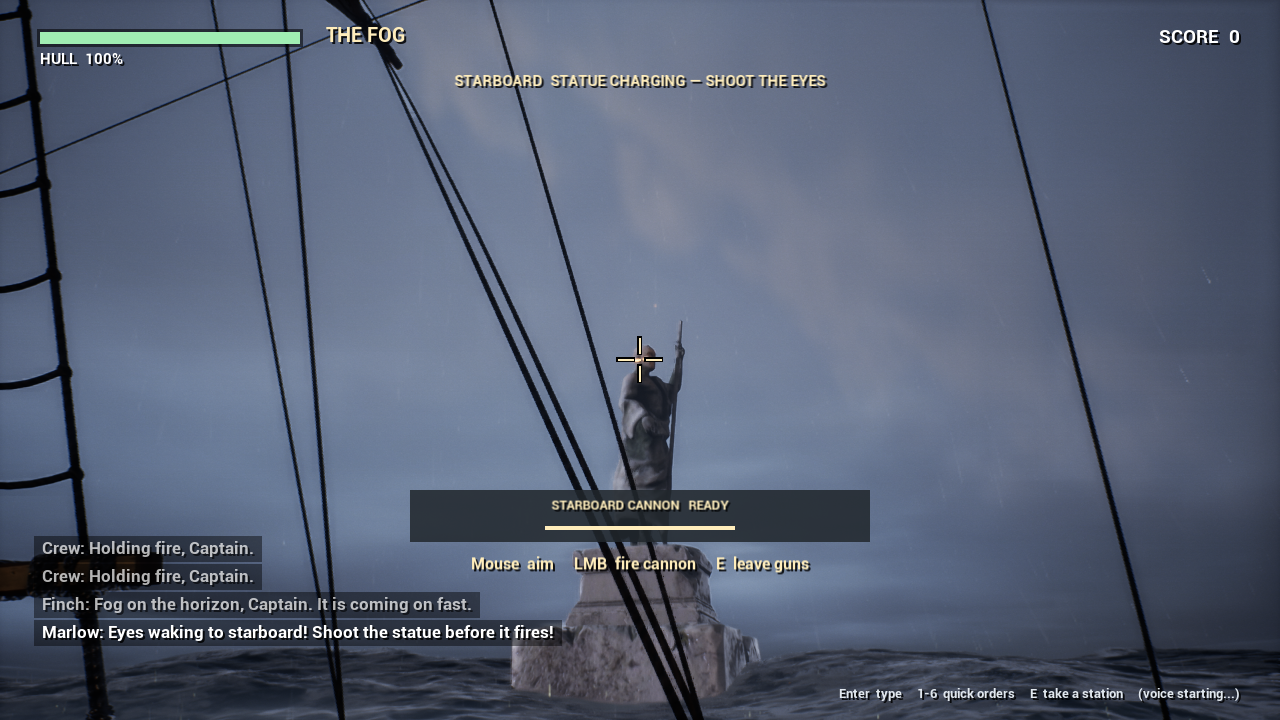 THE FOG
SCORE 0
HULL 100%
STARBOARD STATUE CHARGING — SHOOT THE EYES
STARBOARD CANNON READY
Mouse aim LMB fire cannon E leave guns
Crew: Holding fire, Captain.
Crew: Holding fire, Captain.
Finch: Fog on the horizon, Captain. It is coming on fast.
Marlow: Eyes waking to starboard! Shoot the statue before it fires!
Enter type 1-6 quick orders E take a station (voice starting...)